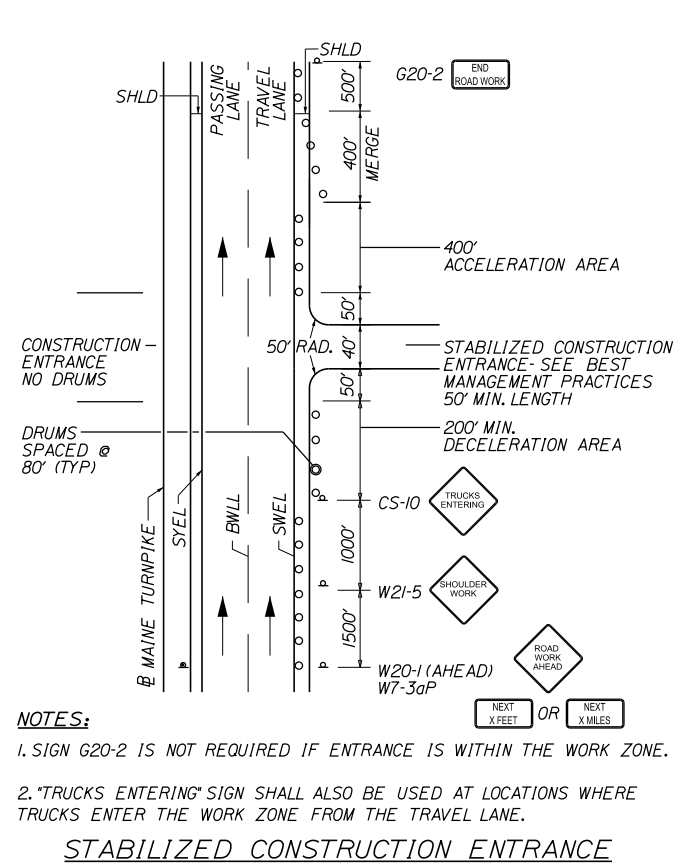 SHLD
G20-2
END
ROAD WORK
SHLD
PASSING
LANE
TRAVEL
LANE
500'
400'
MERGE
400'
ACCELERATION AREA
50'
CONSTRUCTION
ENTRANCE
NO DRUMS
50' RAD.
40'
STABILIZED CONSTRUCTION
ENTRANCE- SEE BEST
MANAGEMENT PRACTICES
50' MIN. LENGTH
50'
DRUMS
SPACED @
80' (TYP)
200' MIN.
DECELERATION AREA
CS-10
TRUCKS
ENTERING
℄ MAINE TURNPIKE
SYEL
BWLL
SWEL
1000'
W21-5
SHOULDER
WORK
1500'
ROAD
WORK
AHEAD
W20-1 (AHEAD)
W7-3aP
NEXT
X FEET
OR
NEXT
X MILES
NOTES:
1. SIGN G20-2 IS NOT REQUIRED IF ENTRANCE IS WITHIN THE WORK ZONE.
2. "TRUCKS ENTERING" SIGN SHALL ALSO BE USED AT LOCATIONS WHERE
TRUCKS ENTER THE WORK ZONE FROM THE TRAVEL LANE.
STABILIZED CONSTRUCTION ENTRANCE